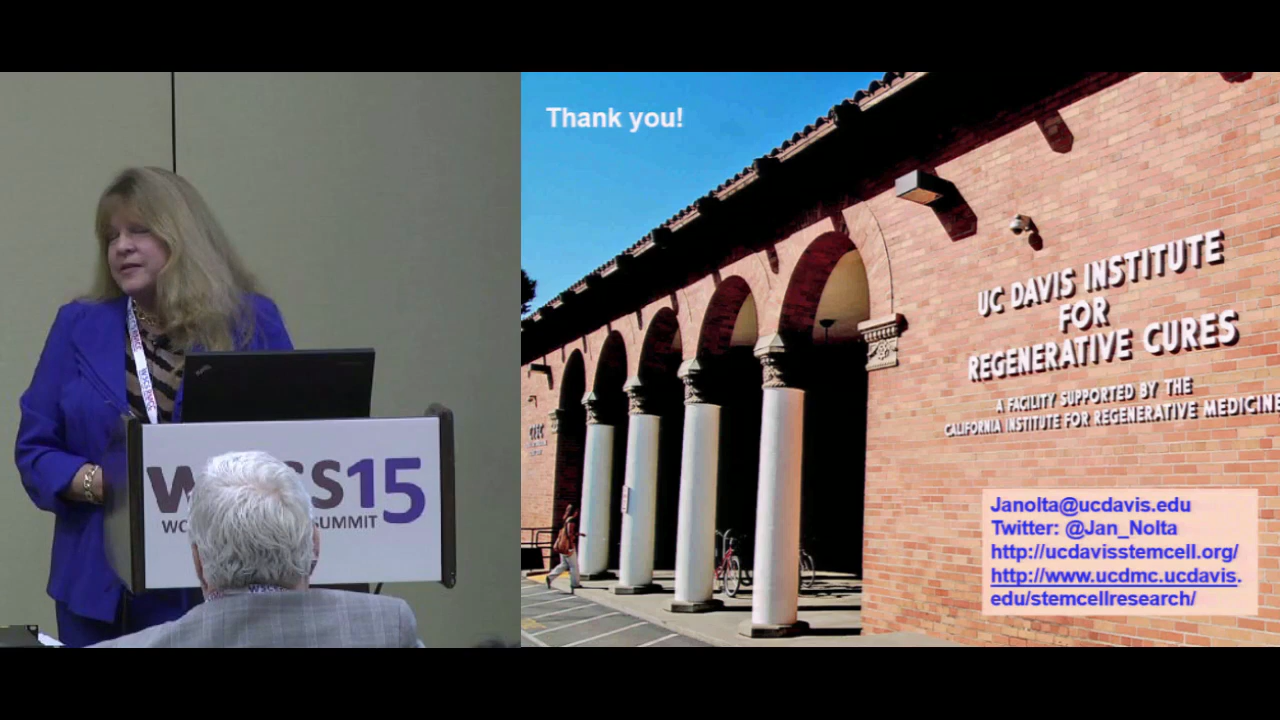 Thank you!
UC DAVIS INSTITUTE
FOR
REGENERATIVE CURES
A FACILITY SUPPORTED BY THE
CALIFORNIA INSTITUTE FOR REGENERATIVE MEDICINE
Janolta@ucdavis.edu
Twitter: @Jan_Nolta
http://ucdavisstemcell.org/
http://www.ucdmc.ucdavis.
edu/stemcellresearch/
S15
SUMMIT